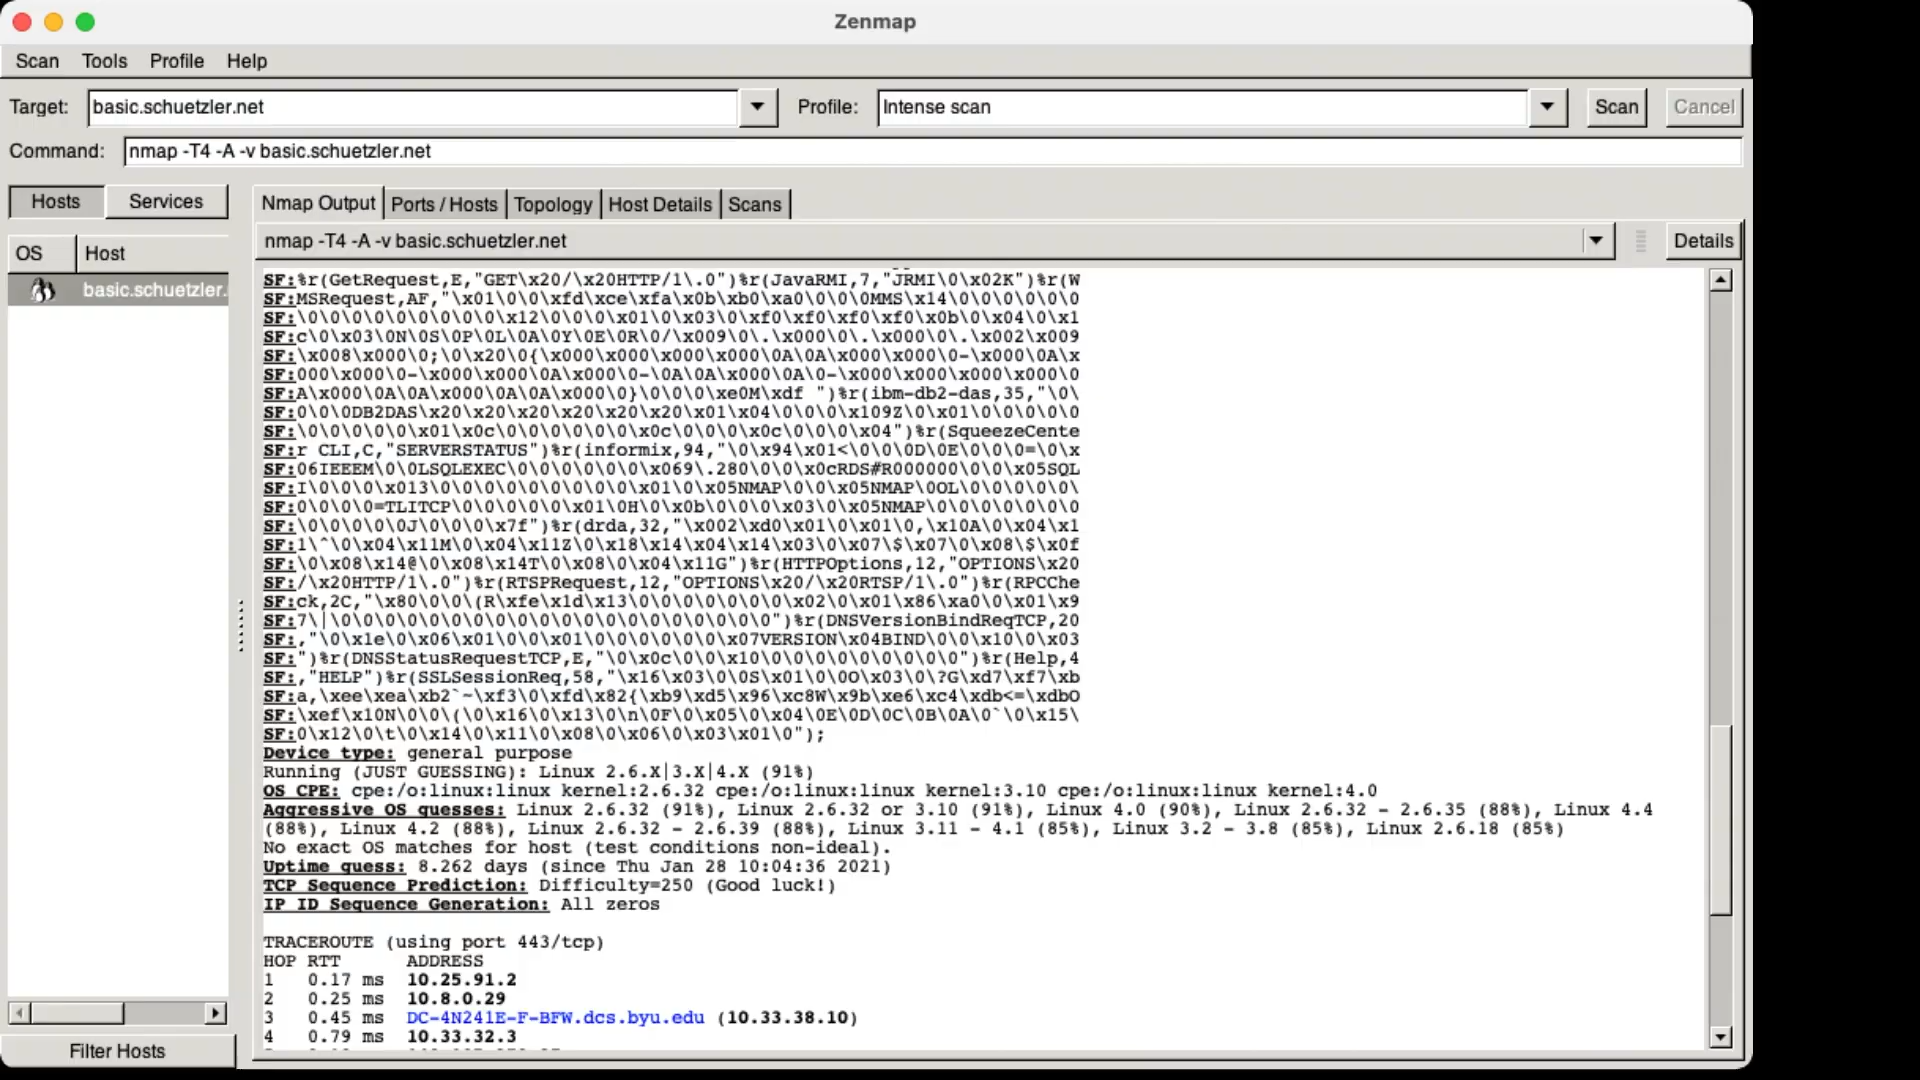 Zenmap
Scan Tools Profile Help
Target: basic.schuetzler.net Profile: Intense scan Scan Cancel
Command: nmap -T4 -A -v basic.schuetzler.net
Hosts Services Nmap Output Ports / Hosts Topology Host Details Scans
nmap -T4 -A -v basic.schuetzler.net Details
OS Host
basic.schuetzler.
SF:%r(GetRequest,E,"GET\x20/\x20HTTP/1\.0")%r(JavaRMI,7,"JRMI\0\x02K")%r(W
SF:MSRequest,AF,"\x01\0\0\xfd\xce\xfa\x0b\xb0\xa0\0\0\0MMS\x14\0\0\0\0\0\0
SF:\0\0\0\0\0\0\0\0\x12\0\0\0\x01\0\x03\0\xf0\xf0\xf0\xf0\x0b\0\x04\0\x1
SF:c\0\x03\0N\0S\0P\0L\0A\0Y\0E\0R\0/\x009\0\.\x000\0\.\x000\0\.\x002\x009
SF:\x008\x000\0;\0\x20\0{\x000\x000\x000\x000\0A\0A\x000\x000\0-\x000\0A\x
SF:000\x000\0-\x000\x000\0A\x000\0-\0A\0A\x000\0A\0-\x000\x000\x000\x000\0
SF:A\x000\0A\0A\x000\0A\0A\x000\0}\0\0\0\xe0M\xdf ")%r(ibm-db2-das,35,"\0\
SF:0\0\0DB2DAS\x20\x20\x20\x20\x20\x20\x01\x04\0\0\0\x109Z\0\x01\0\0\0\0\0
SF:\0\0\0\0\0\x01\x0c\0\0\0\0\0\0\x0c\0\0\0\x0c\0\0\0\x04")%r(SqueezeCente
SF:r CLI,C,"SERVERSTATUS")%r(informix,94,"\0\x94\x01<\0\0\0D\0E\0\0\0=\0\x
SF:06IEEEM\0\0LSQLEXEC\0\0\0\0\0\0\x069\.280\0\0\x0cRDS#R000000\0\0\x05SQL
SF:I\0\0\0\x013\0\0\0\0\0\0\0\0\0\x01\0\x05NMAP\0\0\x05NMAP\0OL\0\0\0\0\0\
SF:0\0\0\0=TLITCP\0\0\0\0\0\x01\0H\0\x0b\0\0\0\x03\0\x05NMAP\0\0\0\0\0\0\0
SF:\0\0\0\0\0J\0\0\0\x7f")%r(drda,32,"\x002\xd0\x01\0\x01\0,\x10A\0\x04\x1
SF:1\^\0\x04\x11M\0\x04\x11Z\0\x18\x14\x04\x14\x03\0\x07\$\x07\0\x08\$\x0f
SF:\0\x08\x14@\0\x08\x14T\0\x08\0\x04\x11G")%r(HTTPOptions,12,"OPTIONS\x20
SF:/\x20HTTP/1\.0")%r(RTSPRequest,12,"OPTIONS\x20/\x20RTSP/1\.0")%r(RPCChe
SF:ck,2C,"\x80\0\0\(R\xfe\x1d\x13\0\0\0\0\0\0\0\x02\0\x01\x86\xa0\0\x01\x9
SF:7\|\0\0\0\0\0\0\0\0\0\0\0\0\0\0\0\0\0\0\0\0")%r(DNSVersionBindReqTCP,20
SF:,"\0\x1e\0\x06\x01\0\0\x01\0\0\0\0\0\0\x07VERSION\x04BIND\0\0\x10\0\x03
SF:")%r(DNSStatusRequestTCP,E,"\0\x0c\0\0\x10\0\0\0\0\0\0\0\0\0")%r(Help,4
SF:,"HELP")%r(SSLSessionReq,58,"\x16\x03\0\0S\x01\0\0O\x03\0\?G\xd7\xf7\xb
SF:a,\xee\xea\xb2`~\xf3\0\xfd\x82{\xb9\xd5\x96\xc8W\x9b\xe6\xc4\xdb<=\xdbO
SF:\xef\x10N\0\0\(\0\x16\0\x13\0\n\0F\0\x05\0\x04\0E\0D\0C\0B\0A\0`\0\x15\
SF:0\x12\0\t\0\x14\0\x11\0\x08\0\x06\0\x03\x01\0");
Device type: general purpose
Running (JUST GUESSING): Linux 2.6.X|3.X|4.X (91%)
OS CPE: cpe:/o:linux:linux kernel:2.6.32 cpe:/o:linux:linux kernel:3.10 cpe:/o:linux:linux kernel:4.0
Aggressive OS guesses: Linux 2.6.32 (91%), Linux 2.6.32 or 3.10 (91%), Linux 4.0 (90%), Linux 2.6.32 - 2.6.35 (88%), Linux 4.4
(88%), Linux 4.2 (88%), Linux 2.6.32 - 2.6.39 (88%), Linux 3.11 - 4.1 (85%), Linux 3.2 - 3.8 (85%), Linux 2.6.18 (85%)
No exact OS matches for host (test conditions non-ideal).
Uptime guess: 8.262 days (since Thu Jan 28 10:04:36 2021)
TCP Sequence Prediction: Difficulty=250 (Good luck!)
IP ID Sequence Generation: All zeros
TRACEROUTE (using port 443/tcp)
HOP RTT ADDRESS
1 0.17 ms 10.25.91.2
2 0.25 ms 10.8.0.29
3 0.45 ms DC-4N241E-F-BFW.dcs.byu.edu (10.33.38.10)
4 0.79 ms 10.33.32.3
Filter Hosts